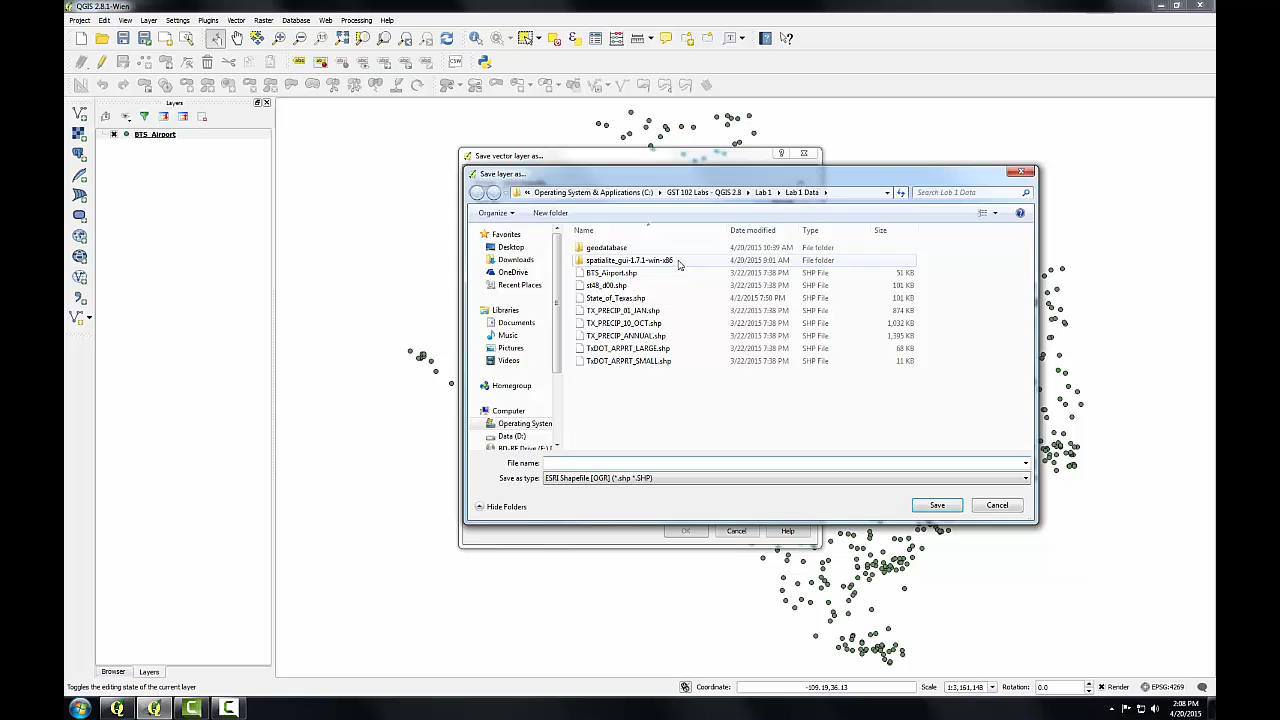 QGIS 2.8.1-Wien
Project Edit View Layer Settings Plugins Vector Raster Database Web Processing Help
Layers
BTS_Airport
Save vector layer as...
Save layer as...
« Operating System & Applications (C:) GST 102 Labs - QGIS 2.8 Lab 1 Lab 1 Data
Search Lab 1 Data
Organize New folder
Name Date modified Type Size
Favorites
Desktop
Downloads
OneDrive
Recent Places
Libraries
Documents
Music
Pictures
Videos
Homegroup
Computer
Operating System
Data (D:)
geodatabase 4/20/2015 10:39 AM File folder
spatialite_gui-1.7.1-win-x86 4/20/2015 9:01 AM File folder
BTS_Airport.shp 3/22/2015 7:38 PM SHP File 51 KB
st48_d00.shp 3/22/2015 7:38 PM SHP File 101 KB
State_of_Texas.shp 4/2/2015 7:50 PM SHP File 101 KB
TX_PRECIP_01_JAN.shp 3/22/2015 7:38 PM SHP File 874 KB
TX_PRECIP_10_OCT.shp 3/22/2015 7:38 PM SHP File 1,032 KB
TX_PRECIP_ANNUAL.shp 3/22/2015 7:38 PM SHP File 1,395 KB
TxDOT_ARPRT_LARGE.shp 3/22/2015 7:38 PM SHP File 68 KB
TxDOT_ARPRT_SMALL.shp 3/22/2015 7:38 PM SHP File 11 KB
File name:
Save as type: ESRI Shapefile [OGR] (*.shp *.SHP)
Hide Folders Save Cancel
OK Cancel Help
Browser Layers
Toggles the editing state of the current layer Coordinate: -109.19,36.13 Scale 1:3,161,148 Rotation: 0.0 Render EPSG:4269
2:08 PM
4/20/2015